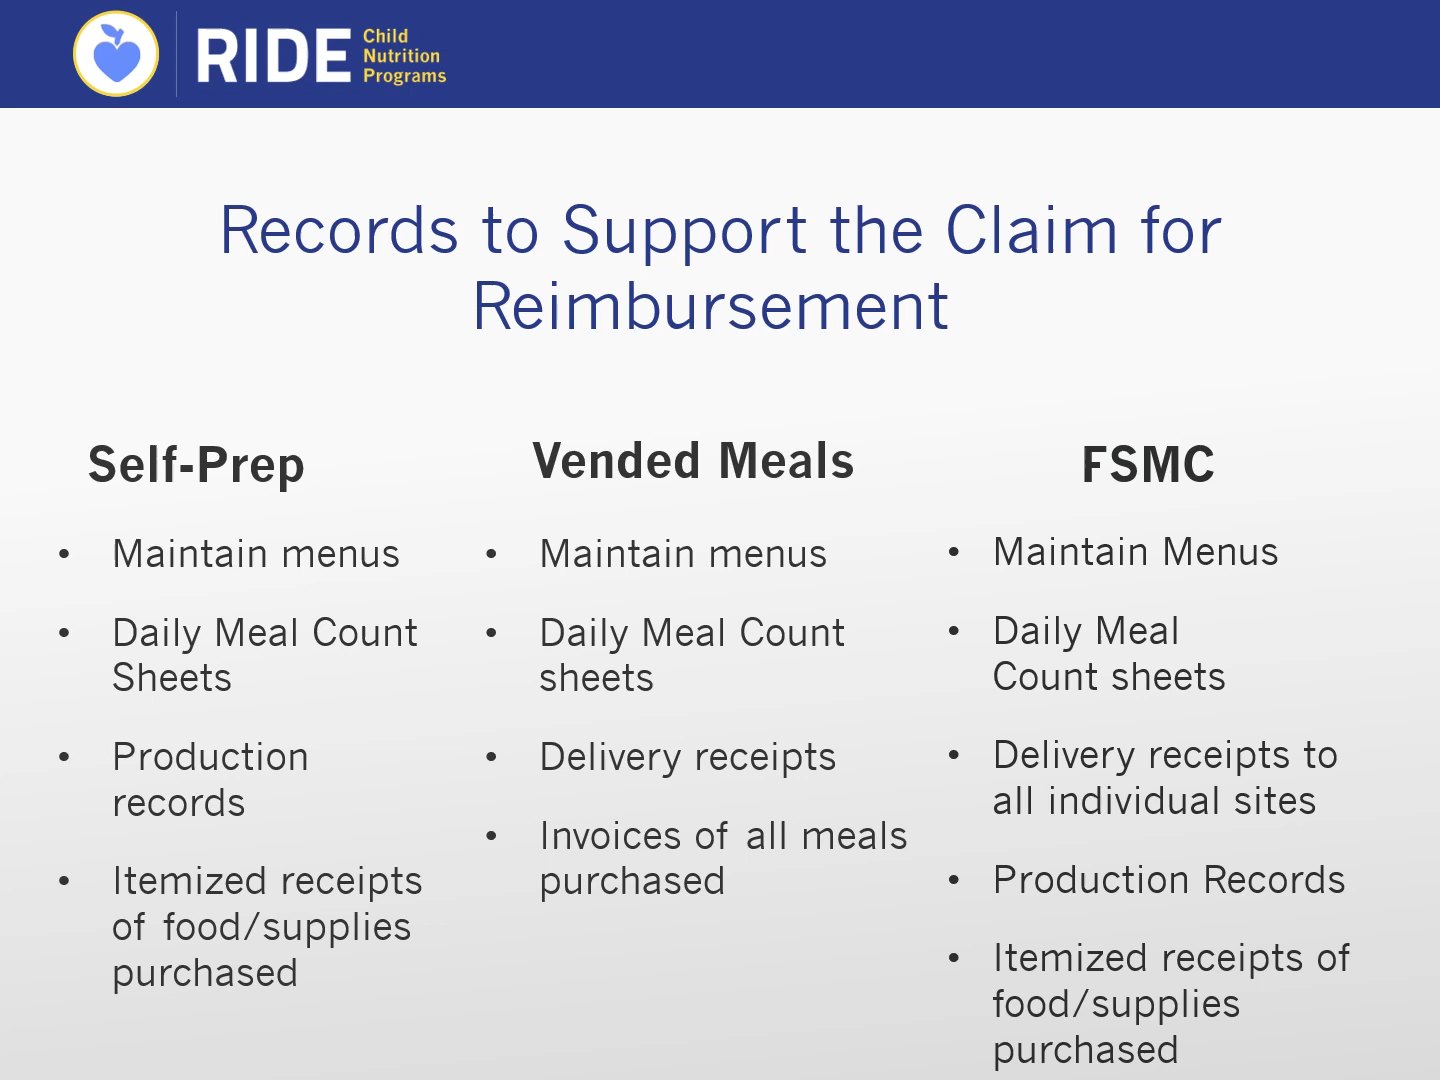 RIDE
Child
Nutrition
Programs
Records to Support the Claim for
Reimbursement
Self-Prep
• Maintain menus
• Daily Meal Count
Sheets
• Production
records
• Itemized receipts
of food/supplies
purchased
Vended Meals
• Maintain menus
• Daily Meal Count
sheets
• Delivery receipts
• Invoices of all meals
purchased
FSMC
• Maintain Menus
• Daily Meal
Count sheets
• Delivery receipts to
all individual sites
• Production Records
• Itemized receipts of
food/supplies
purchased